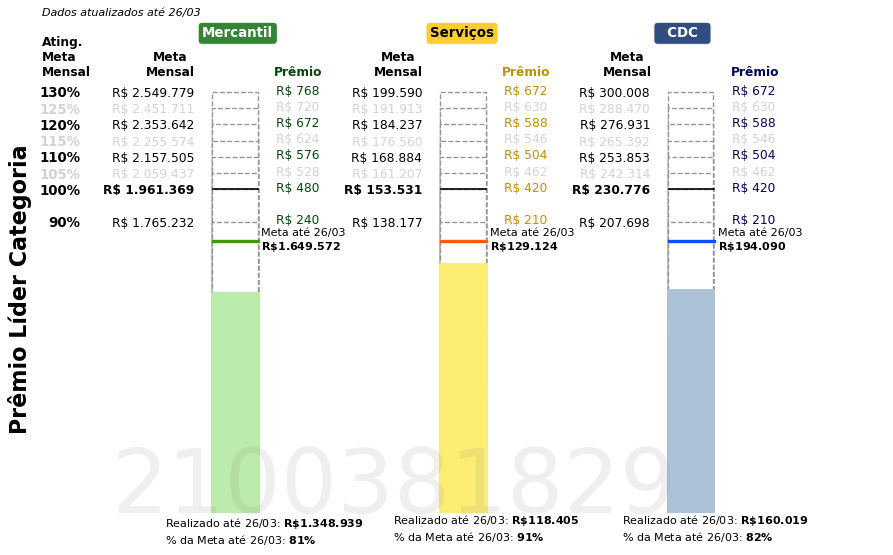 Dados atualizados até 26/03
Mercantil Serviços CDC
Ating. Meta Mensal Meta Mensal Prêmio Meta Mensal Prêmio Meta Mensal Prêmio
130% R$ 2.549.779 R$ 768 R$ 199.590 R$ 672 R$ 300.008 R$ 672
125% R$ 2.451.711 R$ 720 R$ 191.913 R$ 630 R$ 288.470 R$ 630
120% R$ 2.353.642 R$ 672 R$ 184.237 R$ 588 R$ 276.931 R$ 588
115% R$ 2.255.574 R$ 624 R$ 176.560 R$ 546 R$ 265.392 R$ 546
110% R$ 2.157.505 R$ 576 R$ 168.884 R$ 504 R$ 253.853 R$ 504
105% R$ 2.059.437 R$ 528 R$ 161.207 R$ 462 R$ 242.314 R$ 462
100% R$ 1.961.369 R$ 480 R$ 153.531 R$ 420 R$ 230.776 R$ 420
90% R$ 1.765.232 R$ 240 R$ 138.177 R$ 210 R$ 207.698 R$ 210
Meta até 26/03 Meta até 26/03 Meta até 26/03
R$1.649.572 R$129.124 R$194.090
Prêmio Líder Categoria
2100381829
Realizado até 26/03: R$1.348.939 Realizado até 26/03: R$118.405 Realizado até 26/03: R$160.019
% da Meta até 26/03: 81% % da Meta até 26/03: 91% % da Meta até 26/03: 82%